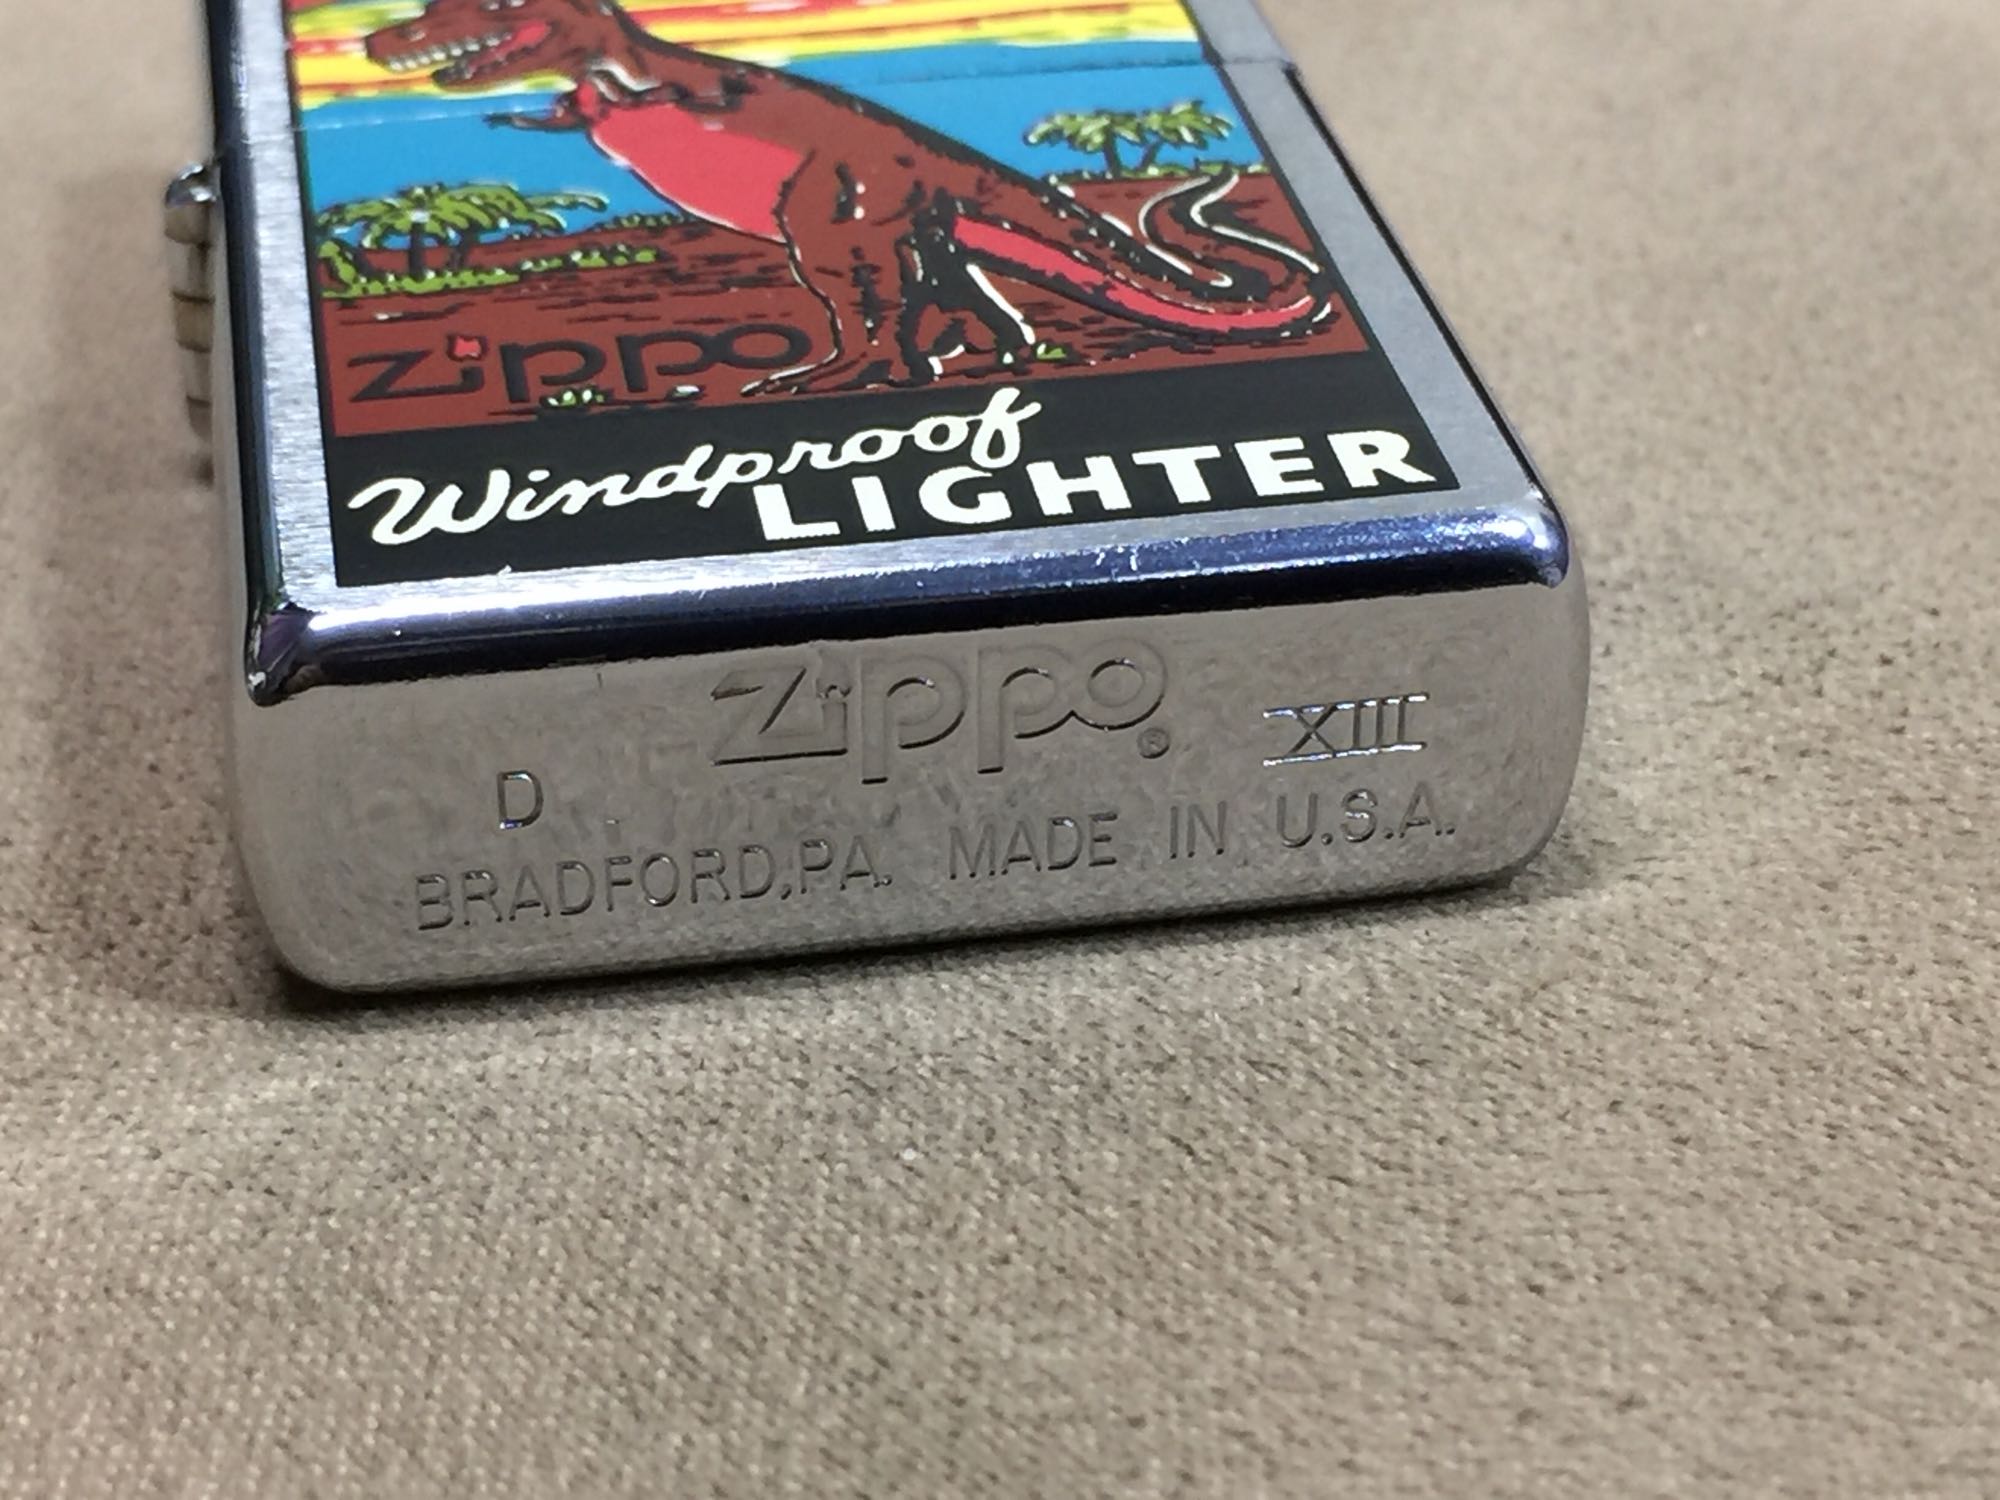 zippo
Windproof
LIGHTER
Zippo®
D XIII
BRADFORD,PA. MADE IN U.S.A.